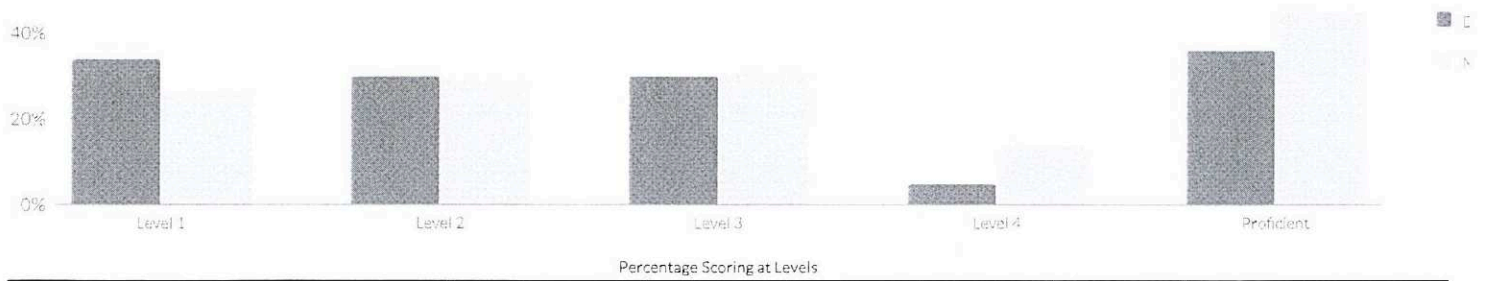 40%
20%
0%
Level 1
Level 2
Level 3
Level 4
Proficient
Percentage Scoring at Levels